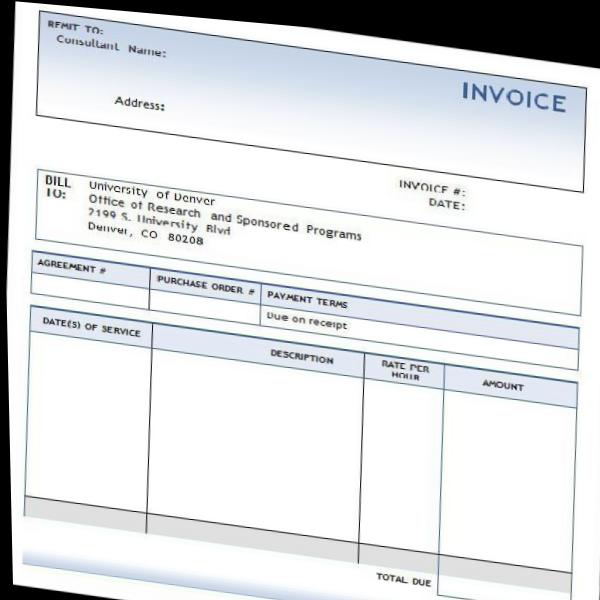 REMIT TO:
Consultant Name:
INVOICE
Address:
INVOICE #:
DATE:
BILL TO:
University of Denver
Office of Research and Sponsored Programs
2199 S. University Blvd
Denver, CO 80208
AGREEMENT # PURCHASE ORDER # PAYMENT TERMS
Due on receipt
DATE(S) OF SERVICE DESCRIPTION RATE PER HOUR AMOUNT
TOTAL DUE